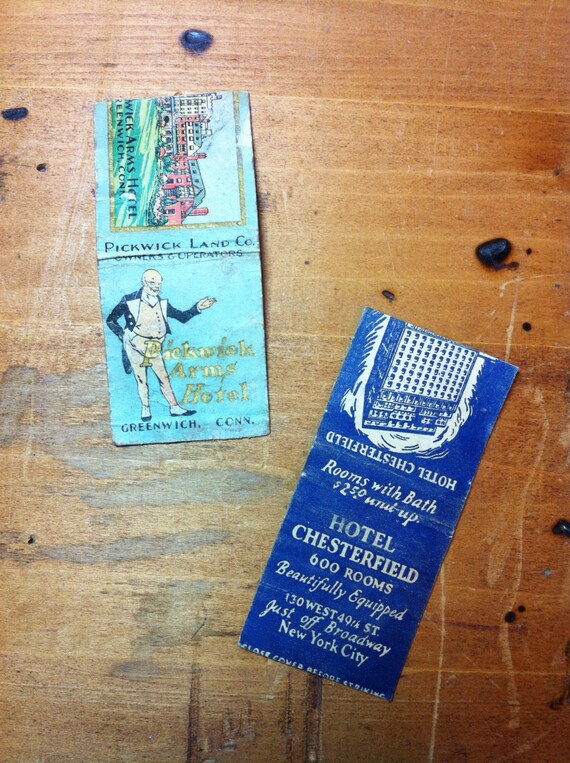 WICK ARMS HOTEL
GREENWICH, CONN.
PICKWICK LAND CO.
OWNERS & OPERATORS
Pickwick
Arms
Hotel
GREENWICH, CONN.
HOTEL CHESTERFIELD
Rooms with Bath
$2.50 and up.
HOTEL
CHESTERFIELD
600 ROOMS
Beautifully Equipped
130 WEST 49th ST.
Just off Broadway
New York City
CLOSE COVER BEFORE STRIKING